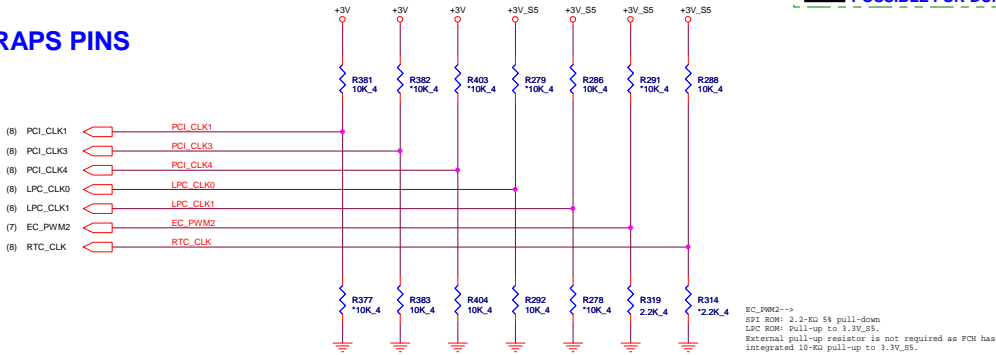 POSSIBLE FOR DUA
RAPS PINS
+3V +3V +3V +3V_S5 +3V_S5 +3V_S5 +3V_S5
R381 R382 R403 R279 R286 R291 R288
10K_4 *10K_4 *10K_4 *10K_4 10K_4 *10K_4 10K_4
(8) PCI_CLK1 PCI_CLK1
(8) PCI_CLK3 PCI_CLK3
(8) PCI_CLK4 PCI_CLK4
(8) LPC_CLK0 LPC_CLK0
(8) LPC_CLK1 LPC_CLK1
(7) EC_PWM2 EC_PWM2
(8) RTC_CLK RTC_CLK
R377 R383 R404 R292 R278 R319 R314
*10K_4 10K_4 10K_4 10K_4 *10K_4 2.2K_4 *2.2K_4
EC_PWM2-->
SPI ROM: 2.2-KΩ 5% pull-down
LPC ROM: Pull-up to 3.3V_S5.
External pull-up resistor is not required as FCH has
integrated 10-KΩ pull-up to 3.3V_S5.